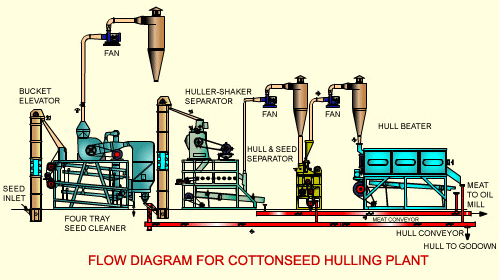 FAN
BUCKET
ELEVATOR
HULLER-SHAKER
SEPARATOR
FAN
FAN
HULL BEATER
HULL & SEED
SEPARATOR
SEED
INLET
FOUR TRAY
SEED CLEANER
MEAT
TO OIL
MILL
MEAT CONVEYOR
HULL CONVEYOR
HULL TO GODOWN
FLOW DIAGRAM FOR COTTONSEED HULLING PLANT